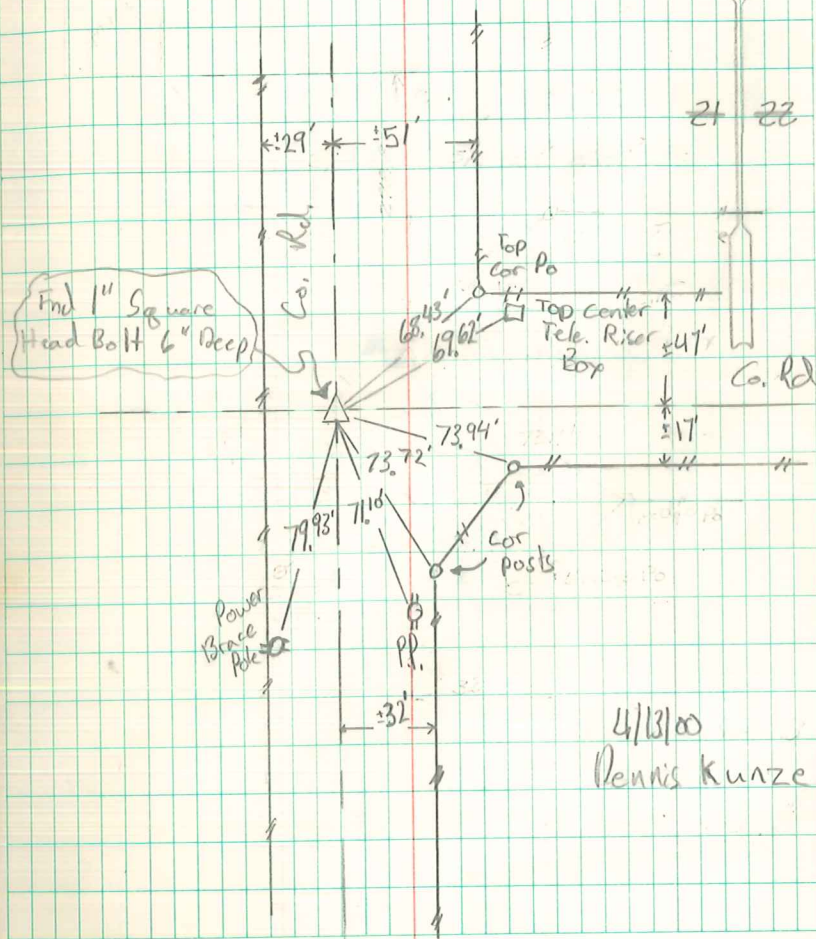 21 22
±29'
±51'
Co. Rd.
Top
Cor Po
Fnd 1" Square
Head Bolt 6" Deep
68.43'
69.62'
Top Center
Tele. Riser
Box
±47'
Co. Rd
±17'
73.94'
73.72'
71.10'
79.93'
Cor
posts
Power
Brace
Pole
P.P.
±32'
4/13/00
Dennis Kunze